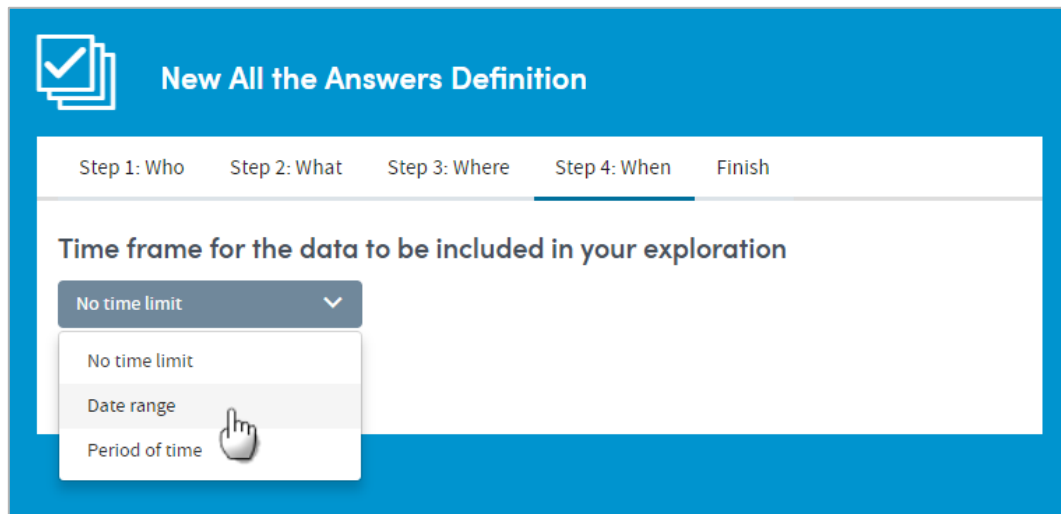 New All the Answers Definition
Step 1: Who Step 2: What Step 3: Where Step 4: When Finish
Time frame for the data to be included in your exploration
No time limit
No time limit
Date range
Period of time